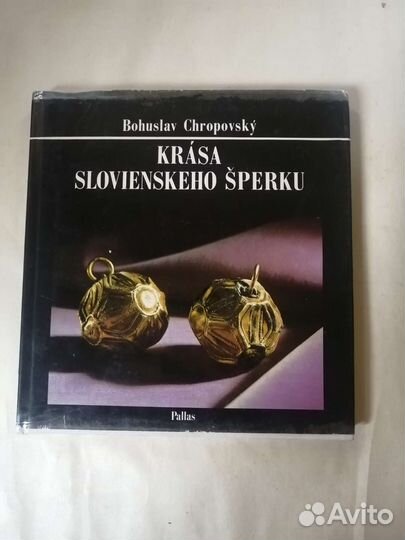 Bohuslav Chropovský
KRÁSA
SLOVIENSKEHO ŠPERKU
Pallas
Avito